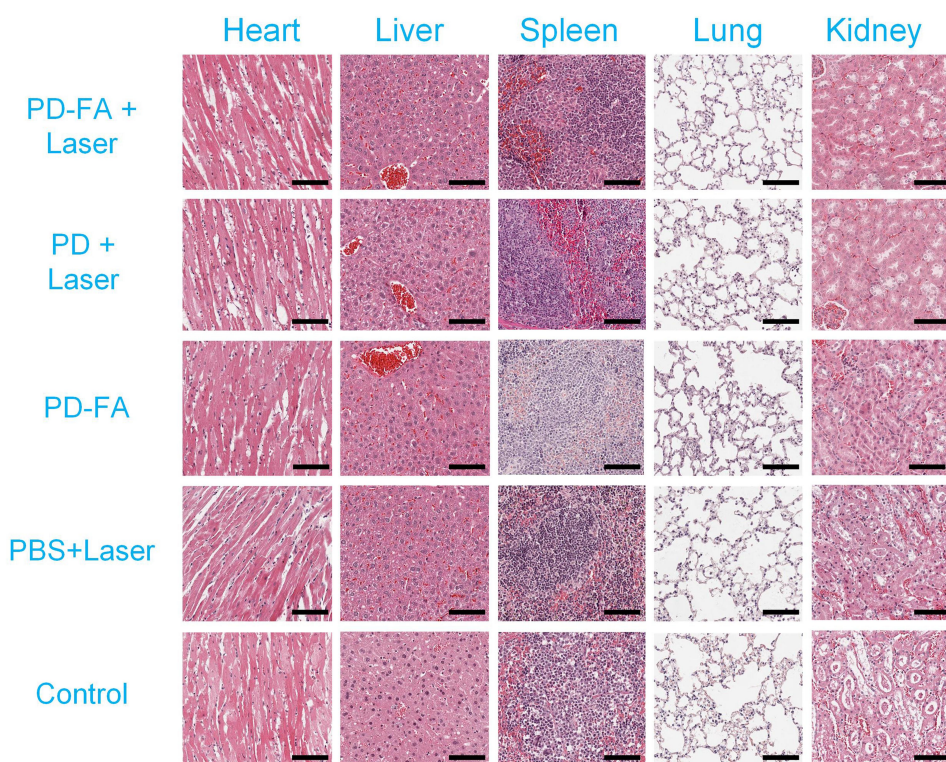 Heart Liver Spleen Lung Kidney
PD-FA +
Laser
PD +
Laser
PD-FA
PBS+Laser
Control